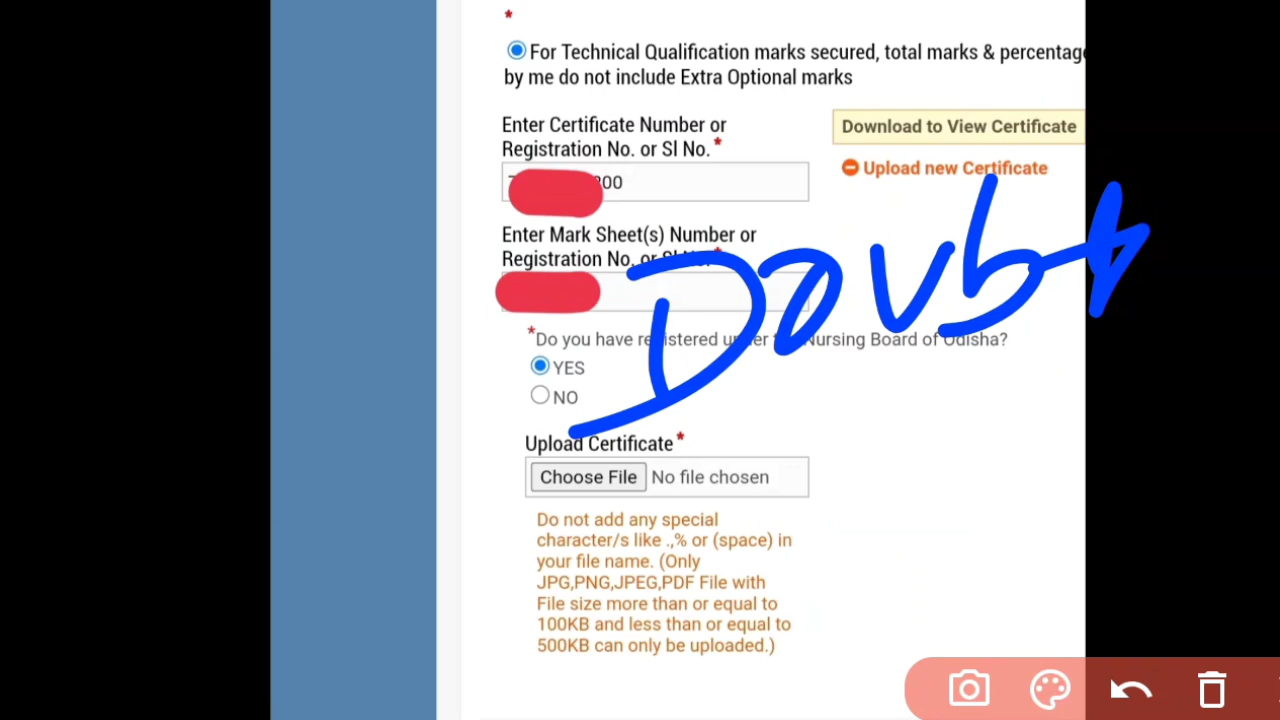 *
For Technical Qualification marks secured, total marks & percentage
by me do not include Extra Optional marks
Enter Certificate Number or
Registration No. or Sl No.*
Download to View Certificate
Upload new Certificate
00
Enter Mark Sheet(s) Number or
Registration No. or Sl No.*
Doubt
*Do you have registered under the Nursing Board of Odisha?
YES
NO
Upload Certificate*
Choose File No file chosen
Do not add any special
character/s like .,% or (space) in
your file name. (Only
JPG,PNG,JPEG,PDF File with
File size more than or equal to
100KB and less than or equal to
500KB can only be uploaded.)